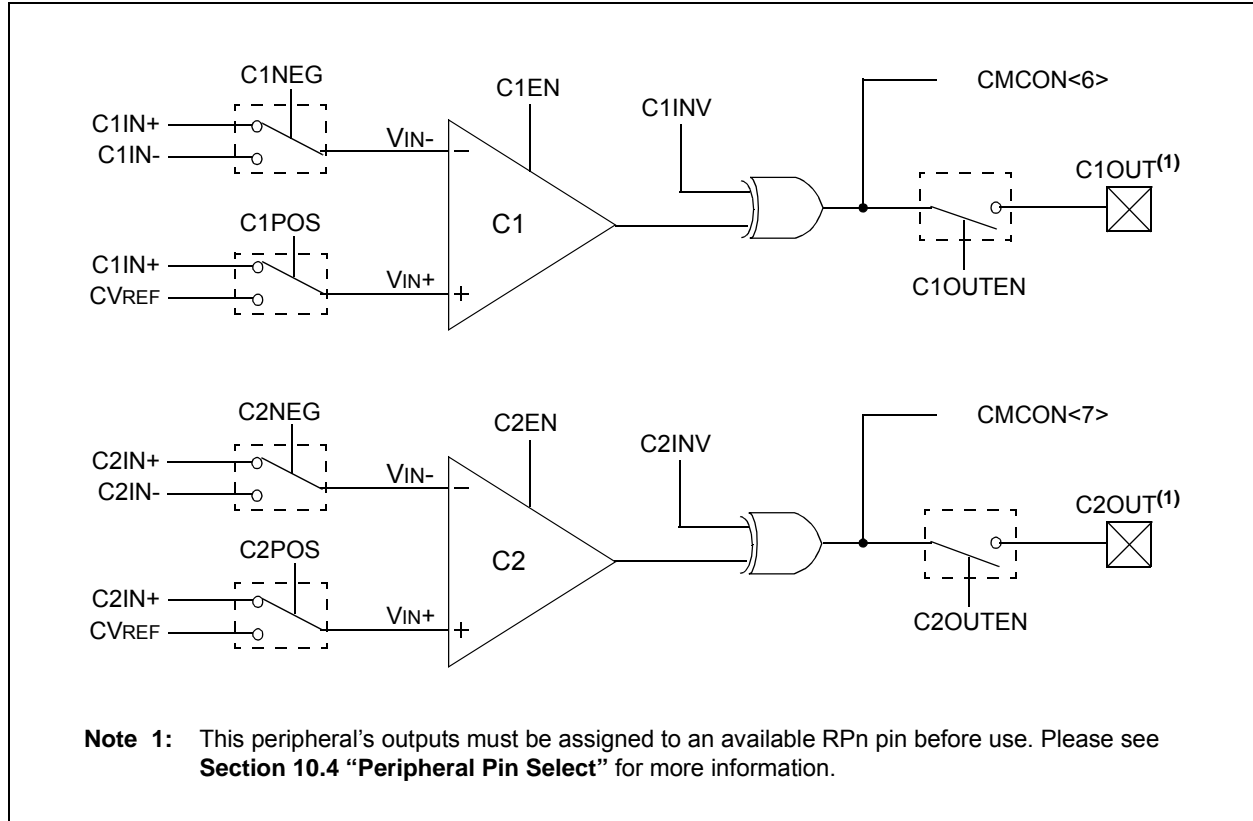 C1NEG
C1EN
CMCON<6>
C1INV
C1IN+
C1IN-
VIN-
−
C1OUT(1)
C1POS
C1
C1IN+
CVREF
VIN+
+
C1OUTEN
C2NEG
C2EN
CMCON<7>
C2INV
C2IN+
C2IN-
VIN-
−
C2OUT(1)
C2POS
C2
C2IN+
CVREF
VIN+
+
C2OUTEN
Note 1: This peripheral’s outputs must be assigned to an available RPn pin before use. Please see
Section 10.4 “Peripheral Pin Select” for more information.